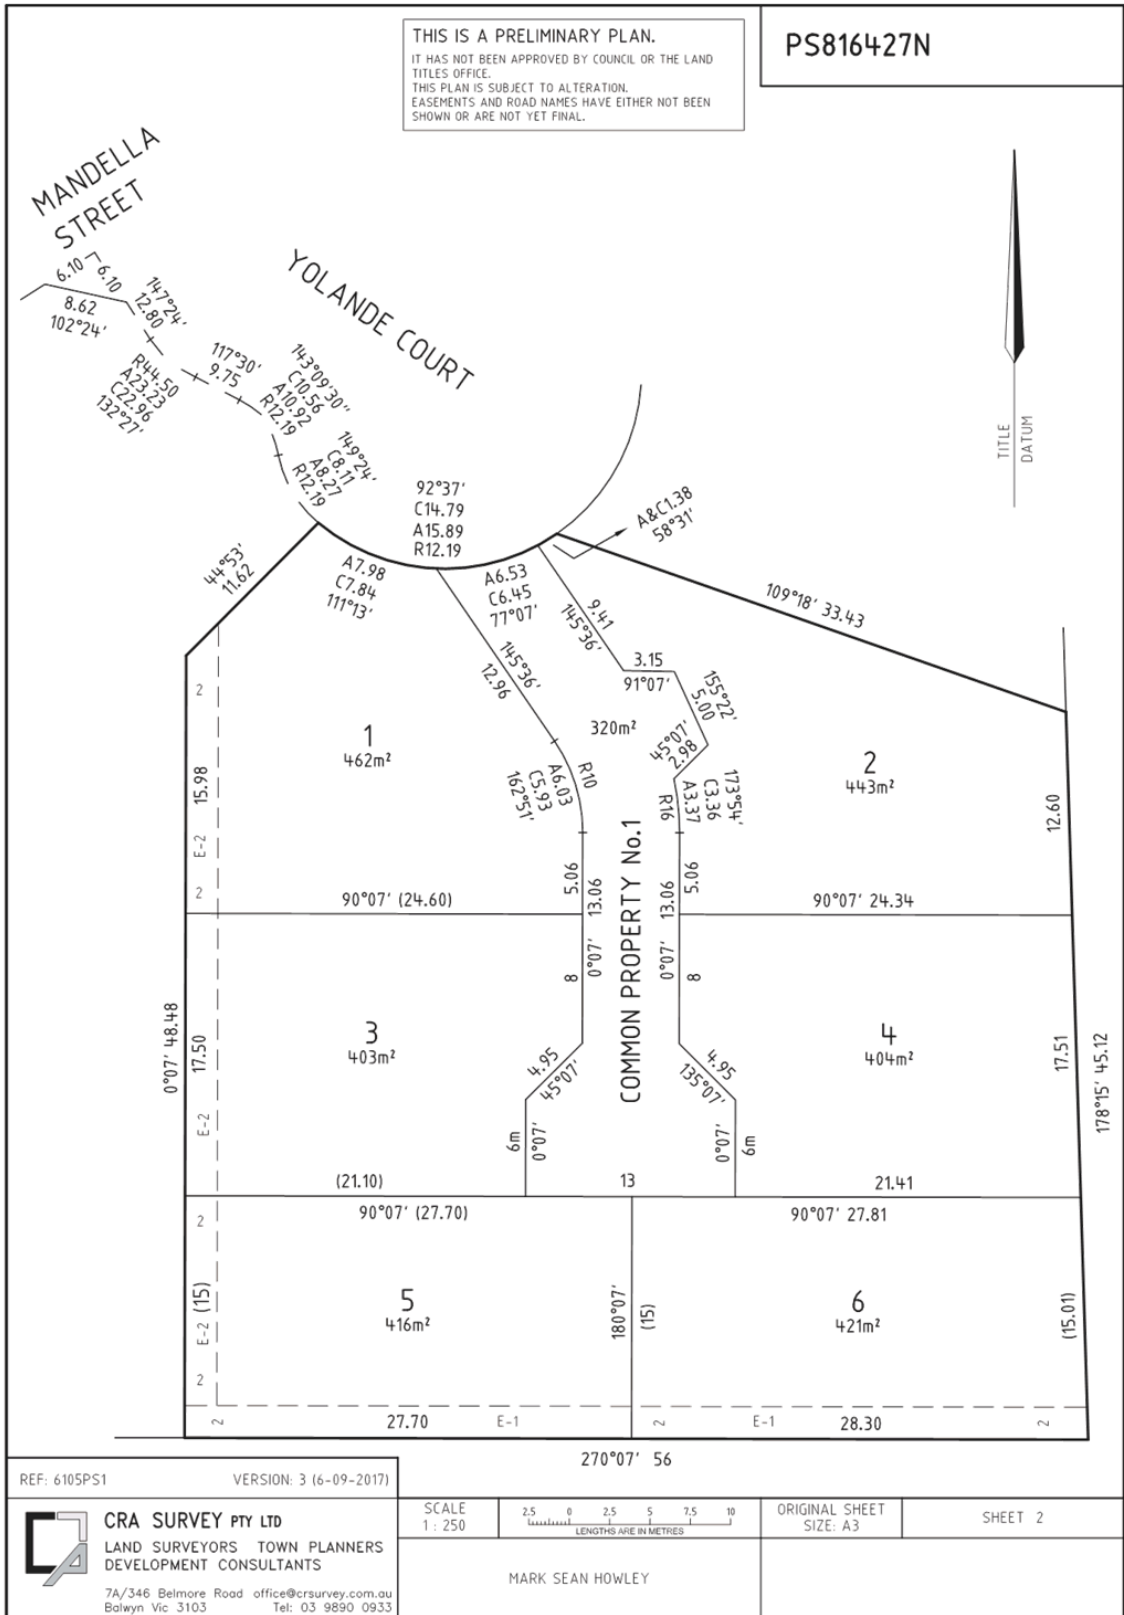 THIS IS A PRELIMINARY PLAN.
IT HAS NOT BEEN APPROVED BY COUNCIL OR THE LAND
TITLES OFFICE.
THIS PLAN IS SUBJECT TO ALTERATION.
EASEMENTS AND ROAD NAMES HAVE EITHER NOT BEEN
SHOWN OR ARE NOT YET FINAL.
PS816427N
MANDELLA
STREET
YOLANDE COURT
6.10
6.10
8.62
102°24'
147°24'
12.80
R44.50
A23.23
C22.96
132°27'
117°30'
9.75
143°09'30"
C10.56
A10.92
R12.19
149°24'
C8.11
A8.27
R12.19
92°37'
C14.79
A15.89
R12.19
A&C1.38
58°31'
TITLE
DATUM
44°53'
11.62
A7.98
C7.84
111°13'
A6.53
C6.45
77°07'
9.41
145°36'
109°18' 33.43
145°36'
12.96
3.15
91°07'
155°22'
5.00
320m²
45°07'
2.98
2
1
462m²
2
443m²
15.98
E-2
2
R10
A6.03
C5.93
162°51'
173°54'
C3.36
A3.37
R16
12.60
5.06
13.06
0°07'
8
COMMON PROPERTY No.1
13.06
0°07'
5.06
8
90°07' (24.60)
90°07' 24.34
0°07' 48.48
17.50
E-2
3
403m²
4
404m²
17.51
178°15' 45.12
4.95
45°07'
4.95
135°07'
6m
0°07'
0°07'
6m
(21.10)
13
21.41
90°07' (27.70)
90°07' 27.81
2
E-2 (15)
2
5
416m²
180°07'
(15)
6
421m²
(15.01)
2
27.70
E-1
2
E-1
28.30
2
270°07' 56
REF: 6105PS1
VERSION: 3 (6-09-2017)
CRA SURVEY PTY LTD
LAND SURVEYORS TOWN PLANNERS
DEVELOPMENT CONSULTANTS
7A/346 Belmore Road office@crsurvey.com.au
Balwyn Vic 3103 Tel: 03 9890 0933
SCALE
1 : 250
2.5 0 2.5 5 7.5 10
LENGTHS ARE IN METRES
ORIGINAL SHEET
SIZE: A3
SHEET 2
MARK SEAN HOWLEY